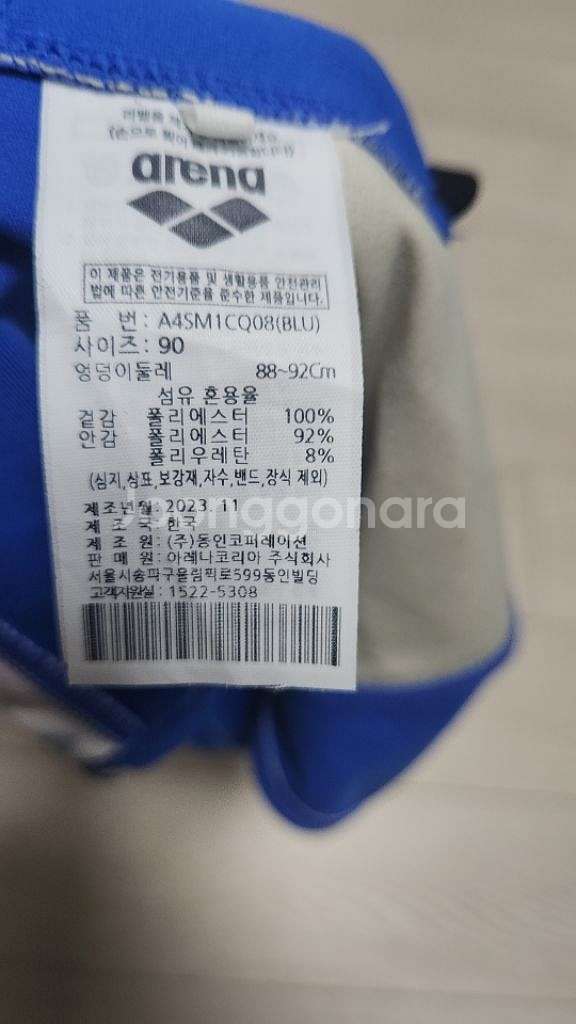 (손으로
arena
이 제품은 전기용품 및 생활용품 안전관리
법에 따른 안전기준을 준수한 제품입니다.
품 번: A4SM1CQ08(BLU)
사이즈: 90
엉덩이둘레 88~92Cm
섬유 혼용율
겉감 폴리에스터 100%
안감 폴리에스터 92%
폴리우레탄 8%
(심지,상표,보강재,자수,밴드,장식 제외)
제조년월: 2023. 11
제 조 국: 한국
Joonggonara
제 조 원: (주)동인코퍼레이션
판 매 원: 아레나코리아 주식회사
서울시송파구올림픽로599동인빌딩
고객지원실: 1522-5308